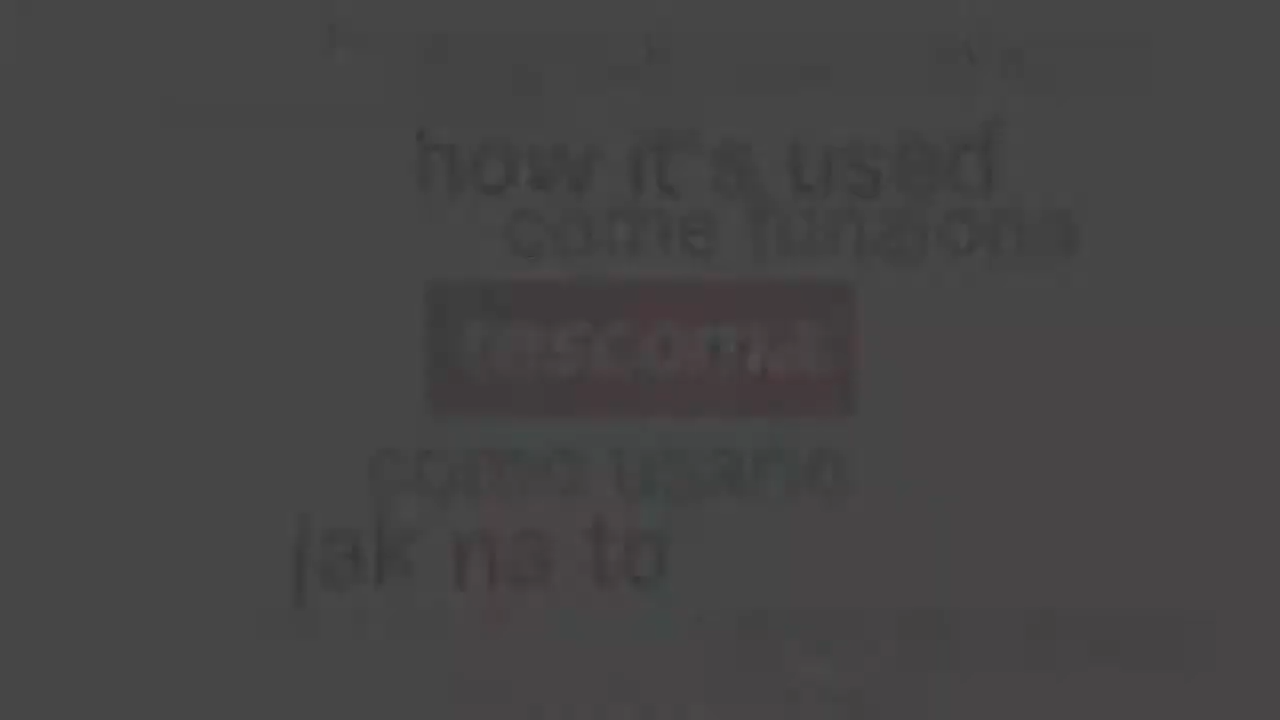 how it's used
come funziona
tescoma
como usarlo
jak na to